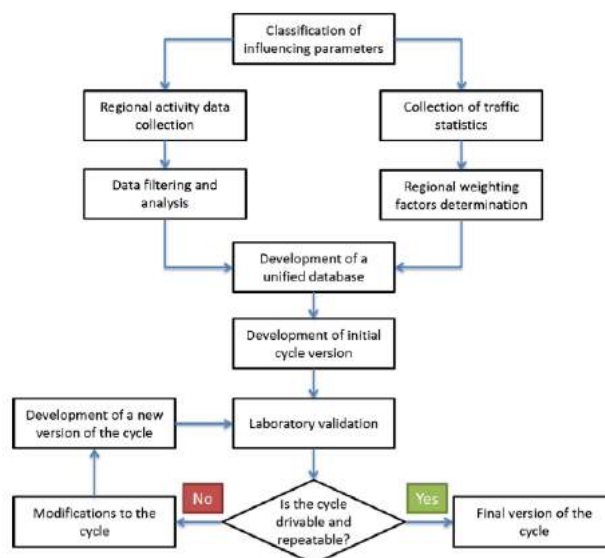 Classification of
influencing parameters
Regional activity data
collection
Collection of traffic
statistics
Data filtering and
analysis
Regional weighting
factors determination
Development of a
unified database
Development of initial
cycle version
Development of a new
version of the cycle
Laboratory validation
No
Yes
Modifications to the
cycle
Is the cycle
drivable and
repeatable?
Final version of the
cycle